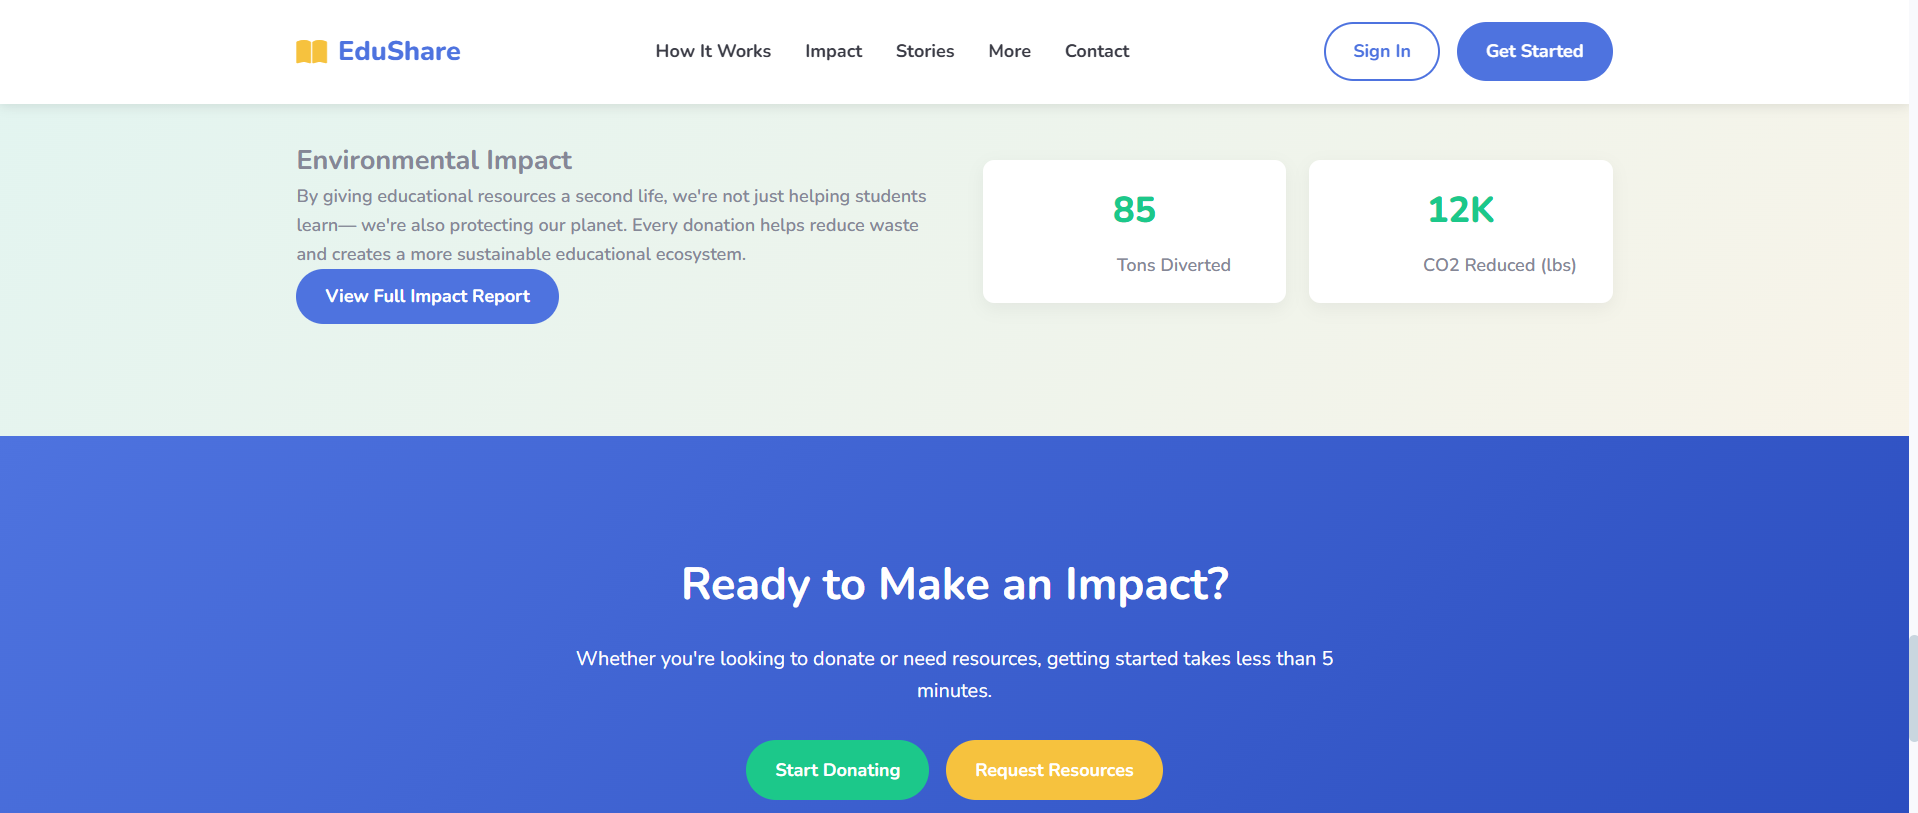 EduShare
How It Works
Impact
Stories
More
Contact
Sign In
Get Started
Environmental Impact
By giving educational resources a second life, we're not just helping students
learn— we're also protecting our planet. Every donation helps reduce waste
and creates a more sustainable educational ecosystem.
View Full Impact Report
85
Tons Diverted
12K
CO2 Reduced (lbs)
Ready to Make an Impact?
Whether you're looking to donate or need resources, getting started takes less than 5
minutes.
Start Donating
Request Resources